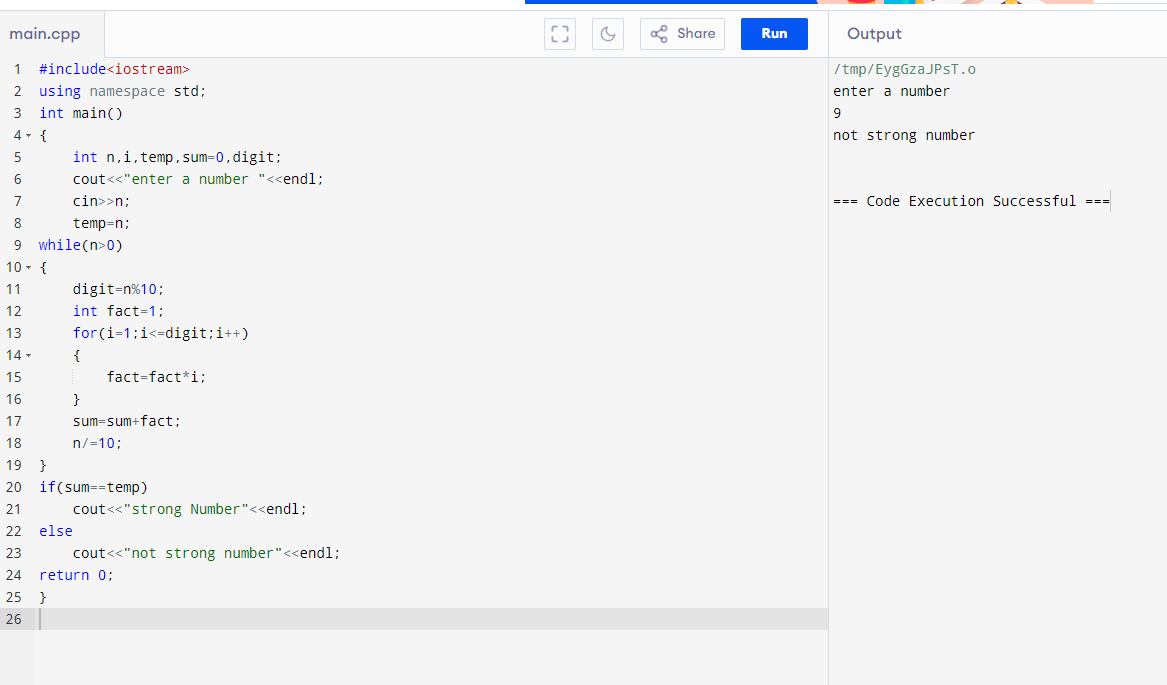 main.cpp
Share
Run
Output
1 #include<iostream>
2 using namespace std;
3 int main()
4 {
5     int n,i,temp,sum=0,digit;
6     cout<<"enter a number "<<endl;
7     cin>>n;
8     temp=n;
9 while(n>0)
10 {
11     digit=n%10;
12     int fact=1;
13     for(i=1;i<=digit;i++)
14     {
15         fact=fact*i;
16     }
17     sum=sum+fact;
18     n/=10;
19 }
20 if(sum==temp)
21     cout<<"strong Number"<<endl;
22 else
23     cout<<"not strong number"<<endl;
24 return 0;
25 }
26
/tmp/EygGzaJPsT.o
enter a number
9
not strong number
=== Code Execution Successful ===